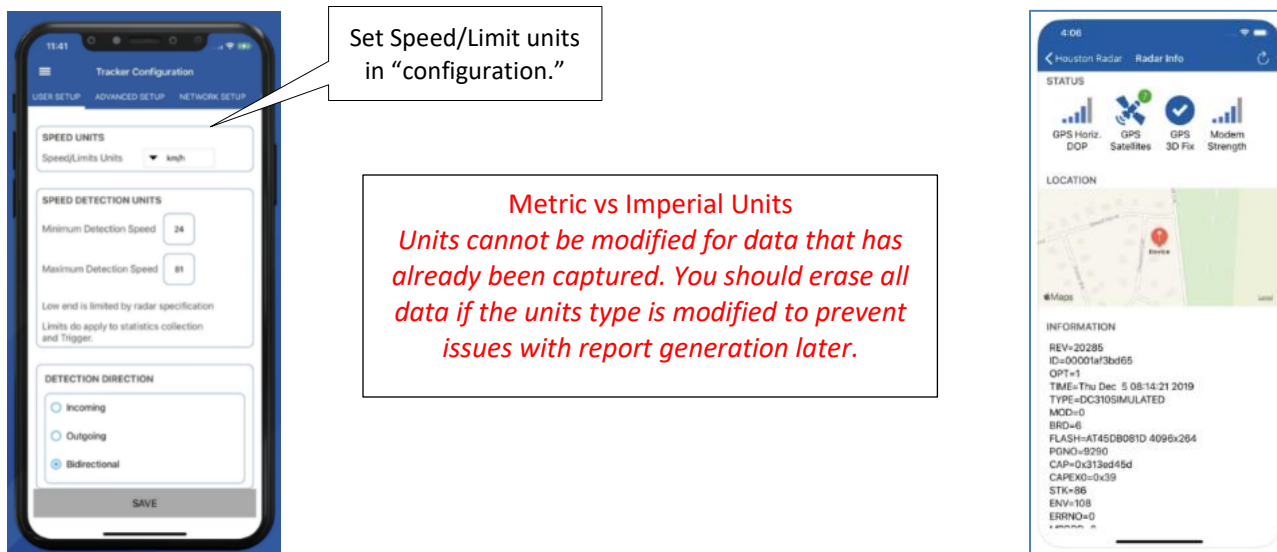 11:41
Tracker Configuration
USER SETUP ADVANCED SETUP NETWORK SETUP
SPEED UNITS
Speed/Limits Units km/h
SPEED DETECTION UNITS
Minimum Detection Speed 24
Maximum Detection Speed 81
Low end is limited by radar specification
Limits do apply to statistics collection
and Trigger.
DETECTION DIRECTION
Incoming
Outgoing
Bidirectional
SAVE
Set Speed/Limit units
in “configuration.”
Metric vs Imperial Units
Units cannot be modified for data that has
already been captured. You should erase all
data if the units type is modified to prevent
issues with report generation later.
4:06
Houston Radar Radar Info
STATUS
7
GPS Horiz. GPS GPS Modem
DOP Satellites 3D Fix Strength
LOCATION
Device
Maps
Legal
INFORMATION
REV=20285
ID=00001af3bd65
OPT=1
TIME=Thu Dec 5 08:14:21 2019
TYPE=DC310SIMULATED
MOD=0
BRD=6
FLASH=AT45DB081D 4096x264
PGNO=9290
CAP=0x313ed45d
CAPEX0=0x39
STK=86
ENV=108
ERRNO=0